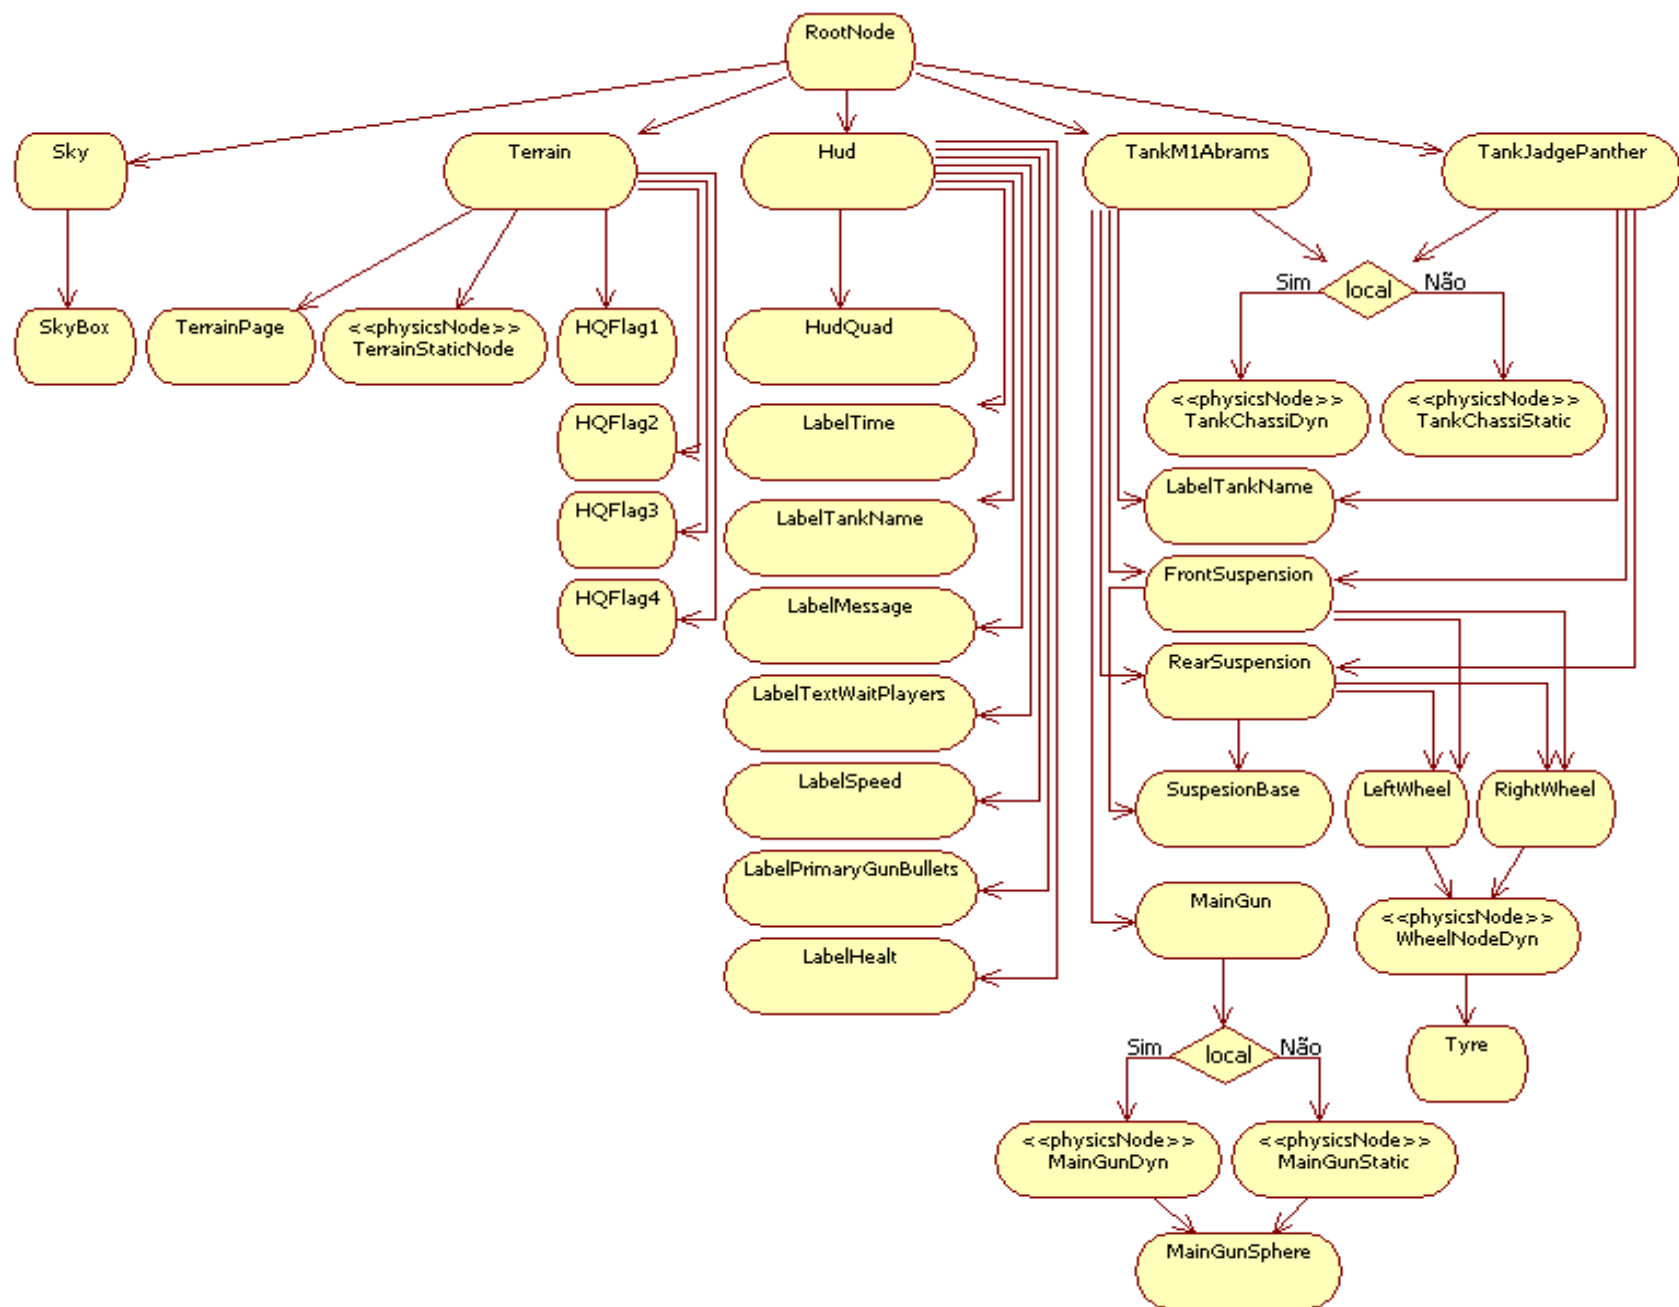 RootNode
Sky
Terrain
Hud
TankM1Abrams
TankJadgePanther
Sim
local
Não
SkyBox
TerrainPage
<<physicsNode>>
TerrainStaticNode
HQFlag1
HudQuad
<<physicsNode>>
TankChassiDyn
<<physicsNode>>
TankChassiStatic
HQFlag2
LabelTime
LabelTankName
HQFlag3
LabelTankName
FrontSuspension
HQFlag4
LabelMessage
RearSuspension
LabelTextWaitPlayers
LabelSpeed
SuspesionBase
LeftWheel
RightWheel
LabelPrimaryGunBullets
MainGun
<<physicsNode>>
WheelNodeDyn
LabelHealt
Sim
local
Não
Tyre
<<physicsNode>>
MainGunDyn
<<physicsNode>>
MainGunStatic
MainGunSphere